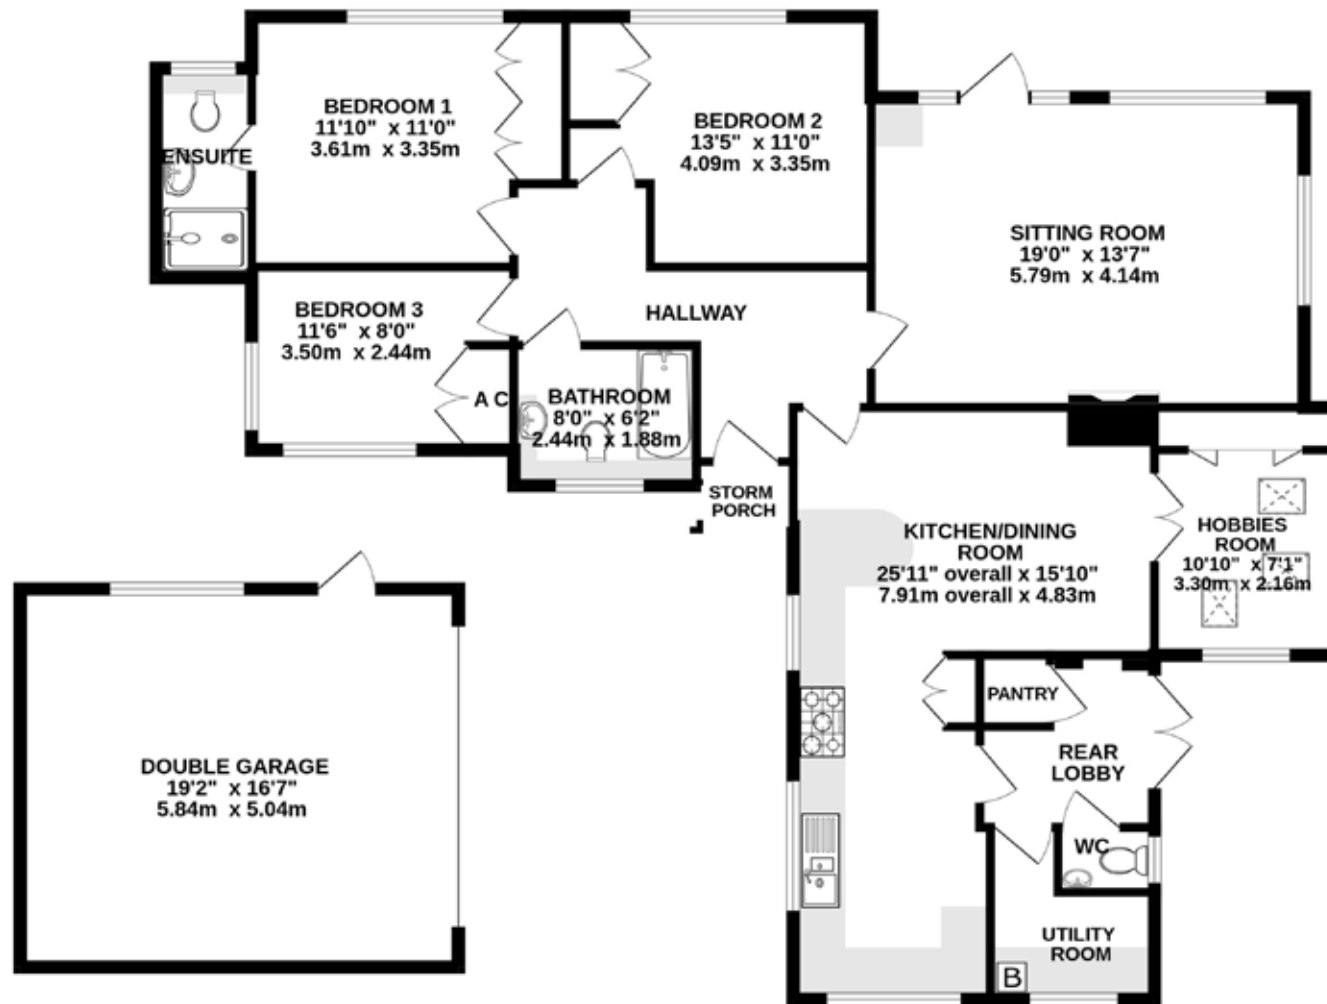 BEDROOM 1
11'10" x 11'0"
3.61m x 3.35m
BEDROOM 2
13'5" x 11'0"
4.09m x 3.35m
ENSUITE
SITTING ROOM
19'0" x 13'7"
5.79m x 4.14m
BEDROOM 3
11'6" x 8'0"
3.50m x 2.44m
HALLWAY
A C
BATHROOM
8'0" x 6'2"
2.44m x 1.88m
STORM
PORCH
KITCHEN/DINING
ROOM
25'11" overall x 15'10"
7.91m overall x 4.83m
HOBBIES
ROOM
10'10" x 7'1"
3.30m x 2.16m
PANTRY
REAR
LOBBY
DOUBLE GARAGE
19'2" x 16'7"
5.84m x 5.04m
WC
UTILITY
ROOM
B